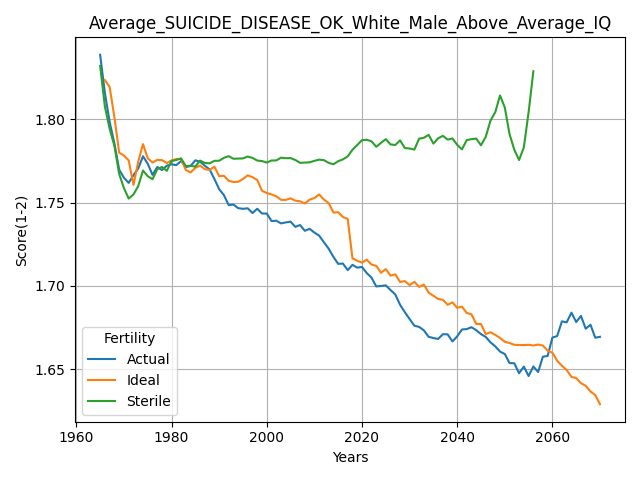 Average_SUICIDE_DISEASE_OK_White_Male_Above_Average_IQ
Score(1-2)
1.80
1.75
1.70
1.65
Fertility
Actual
Ideal
Sterile
1960 1980 2000 2020 2040 2060
Years